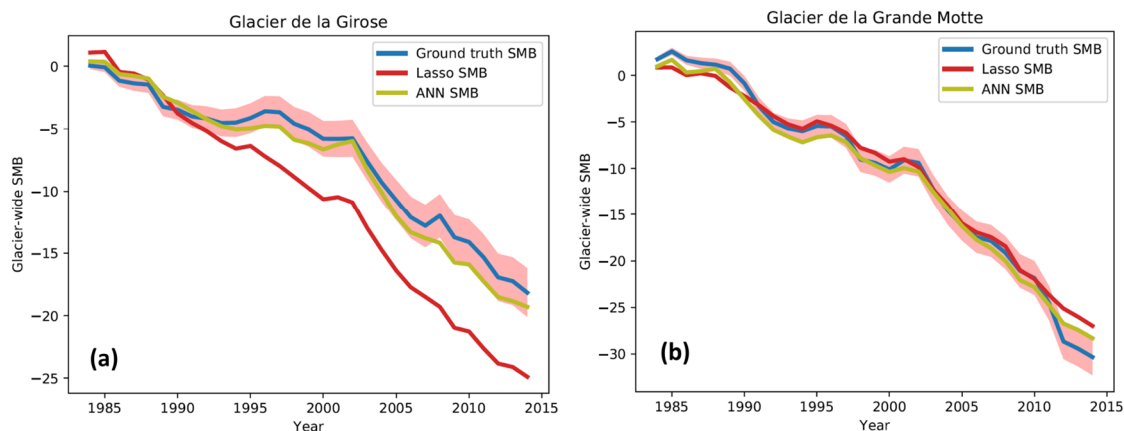 Glacier de la Girose
Glacier-wide SMB
0
−5
−10
−15
−20
−25
Ground truth SMB
Lasso SMB
ANN SMB
(a)
1985 1990 1995 2000 2005 2010 2015
Year
Glacier de la Grande Motte
Glacier-wide SMB
0
−5
−10
−15
−20
−25
−30
Ground truth SMB
Lasso SMB
ANN SMB
(b)
1985 1990 1995 2000 2005 2010 2015
Year